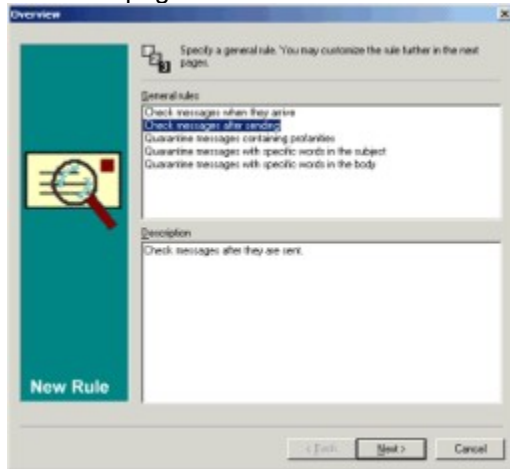 Overview
Specify a general rule. You may customize the rule further in the next
pages.
General rules
Check messages when they arrive
Check messages after sending
Quarantine messages containing profanities
Quarantine messages with specific words in the subject
Quarantine messages with specific words in the body
Description
Check messages after they are sent.
New Rule
< Back
Next >
Cancel